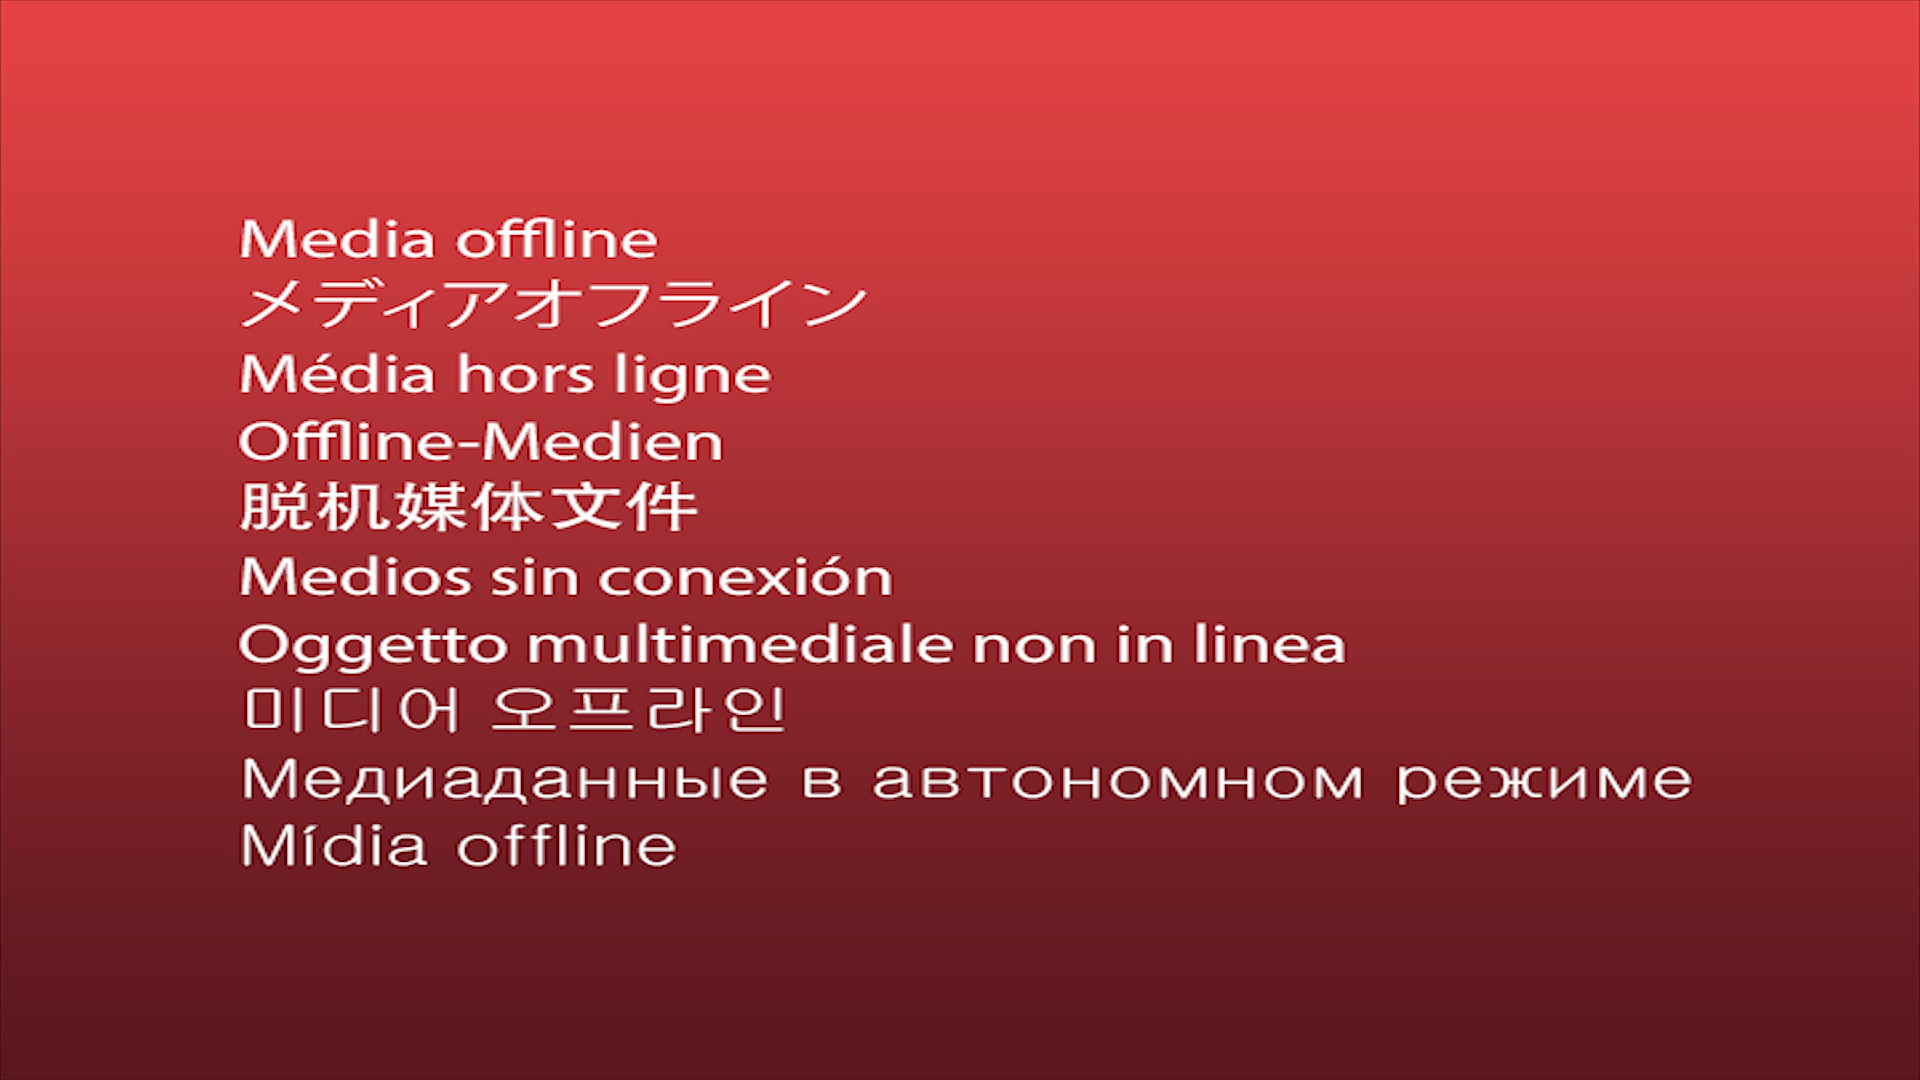 Media offline
メディアオフライン
Média hors ligne
Offline-Medien
脱机媒体文件
Medios sin conexión
Oggetto multimediale non in linea
미디어 오프라인
Медиаданные в автономном режиме
Mídia offline